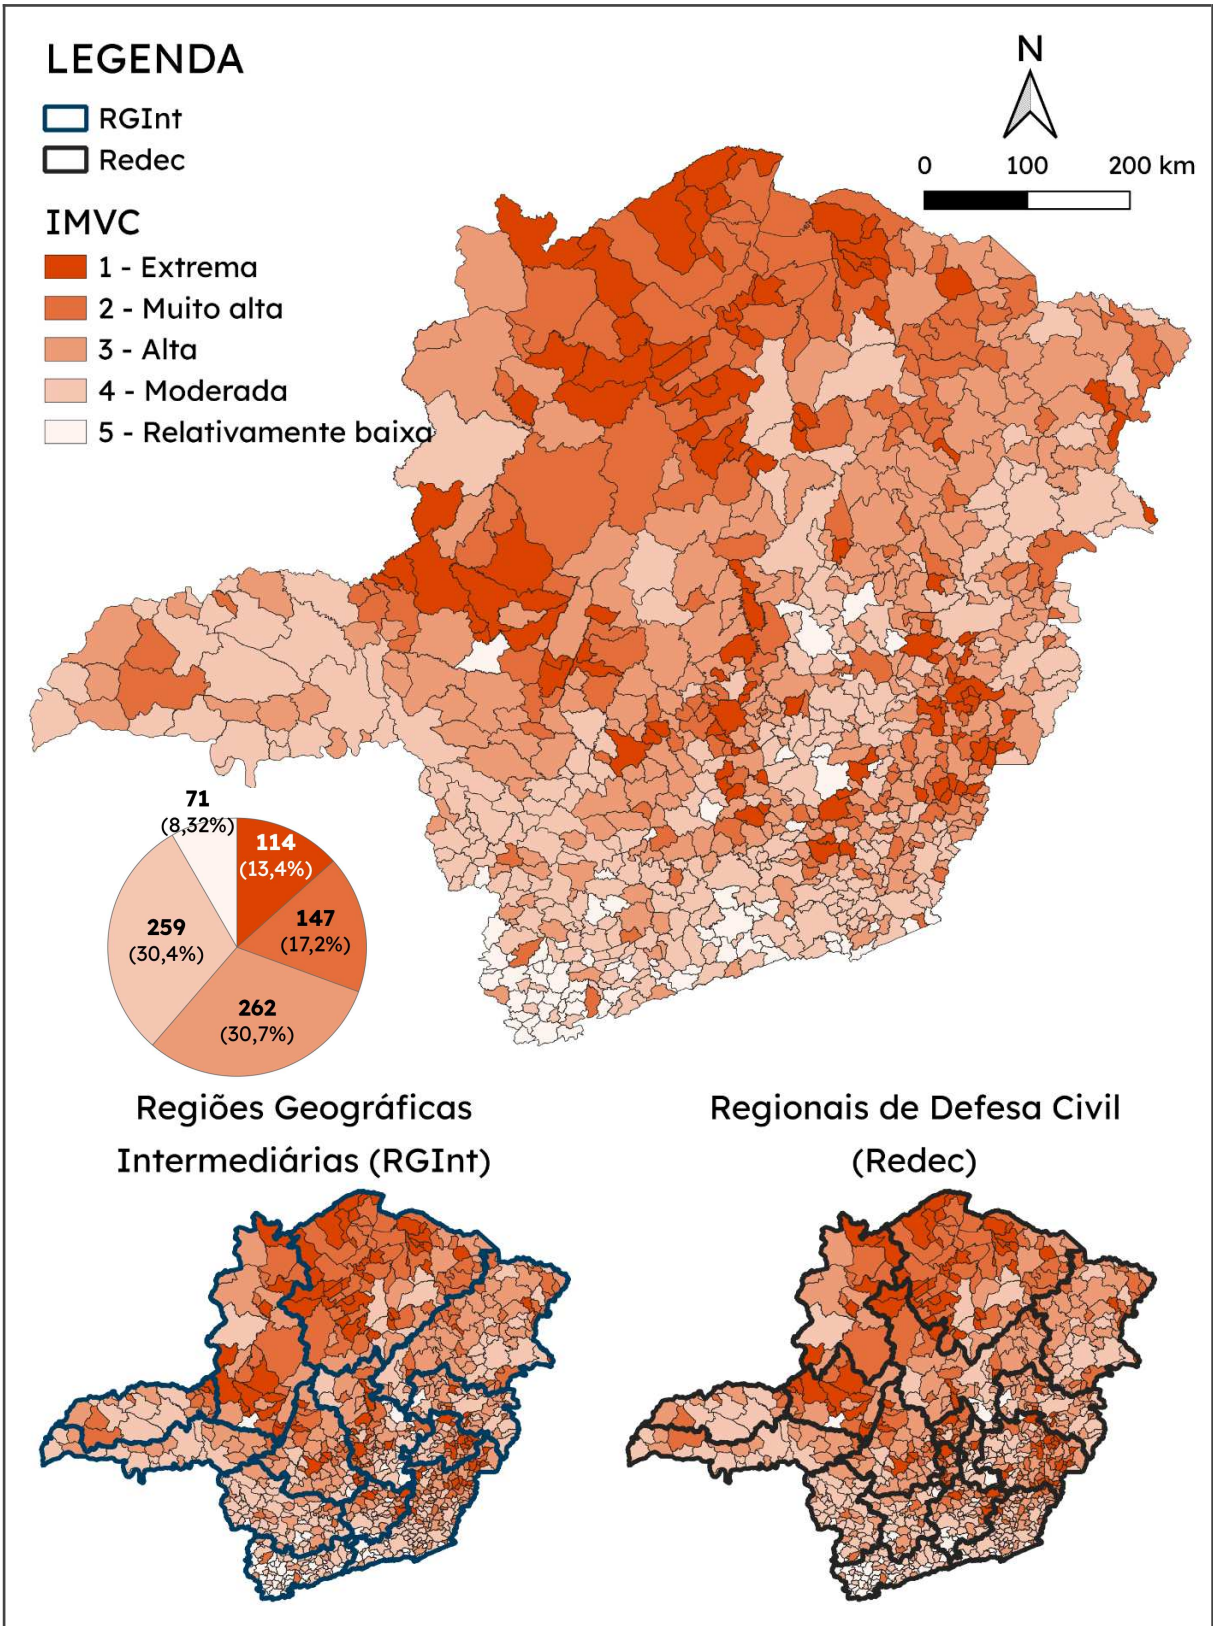 LEGENDA
RGInt
Redec
IMVC
1 - Extrema
2 - Muito alta
3 - Alta
4 - Moderada
5 - Relativamente baixa
N
0 100 200 km
71
(8,32%)
114
(13,4%)
147
(17,2%)
259
(30,4%)
262
(30,7%)
Regiões Geográficas
Intermediárias (RGInt)
Regionais de Defesa Civil
(Redec)